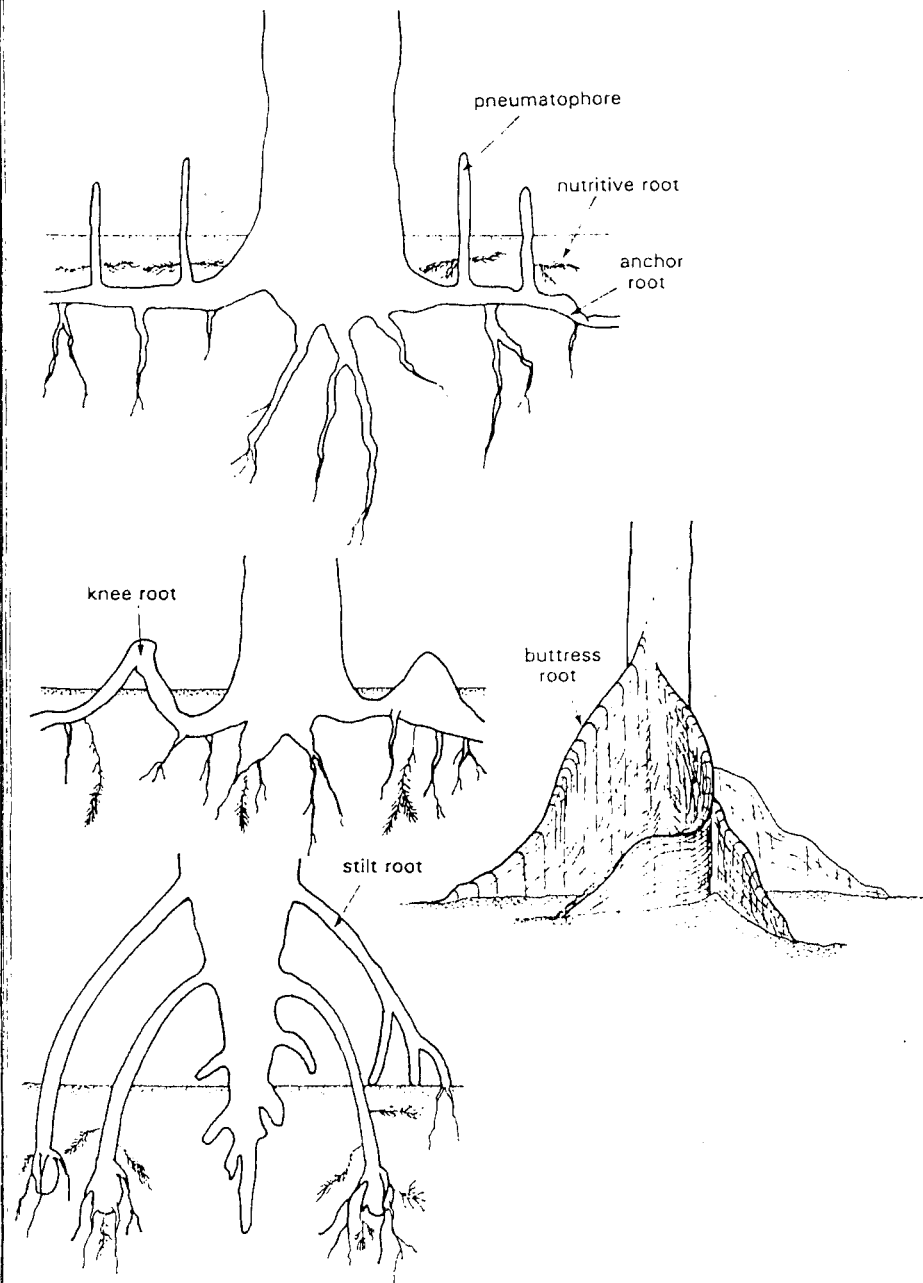 pneumatophore
nutritive root
anchor
root
knee root
buttress
root
stilt root